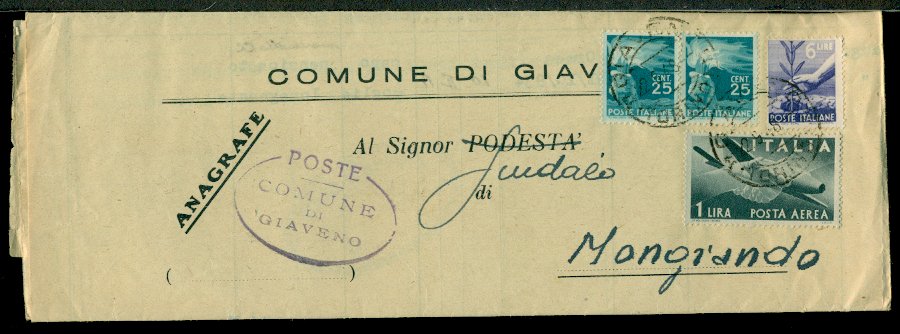 COMUNE DI GIAV
ANAGRAFE
Al Signor PODESTA'
Sindaco
di
Mongrando
POSTE
COMUNE
DI
GIAVENO
( )
CENT.
25
POSTE ITALIANE
CENT.
25
POSTE ITALIANE
6 LIRE
POSTE ITALIANE
ITALIA
1 LIRA POSTA AEREA